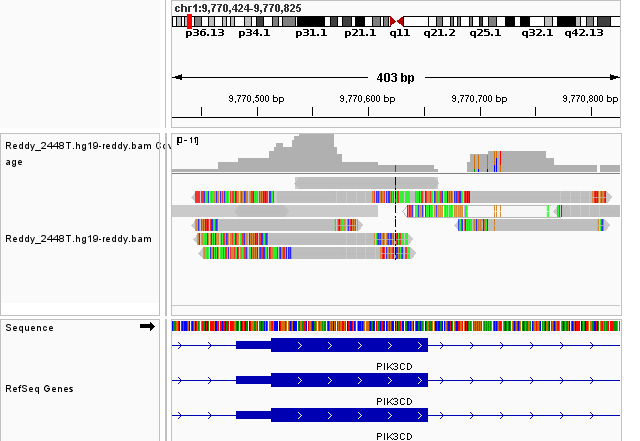 chr1:9,770,424-9,770,825
p36.13 p34.1 p31.1 p21.1 q11 q21.2 q25.1 q32.1 q42.13
403 bp
9,770,500 bp 9,770,600 bp 9,770,700 bp 9,770,800 bp
Reddy_2448T.hg19-reddy.bam Cov
age
[0 - 11]
Reddy_2448T.hg19-reddy.bam
Sequence
PIK3CD
RefSeq Genes
PIK3CD
PIK3CD